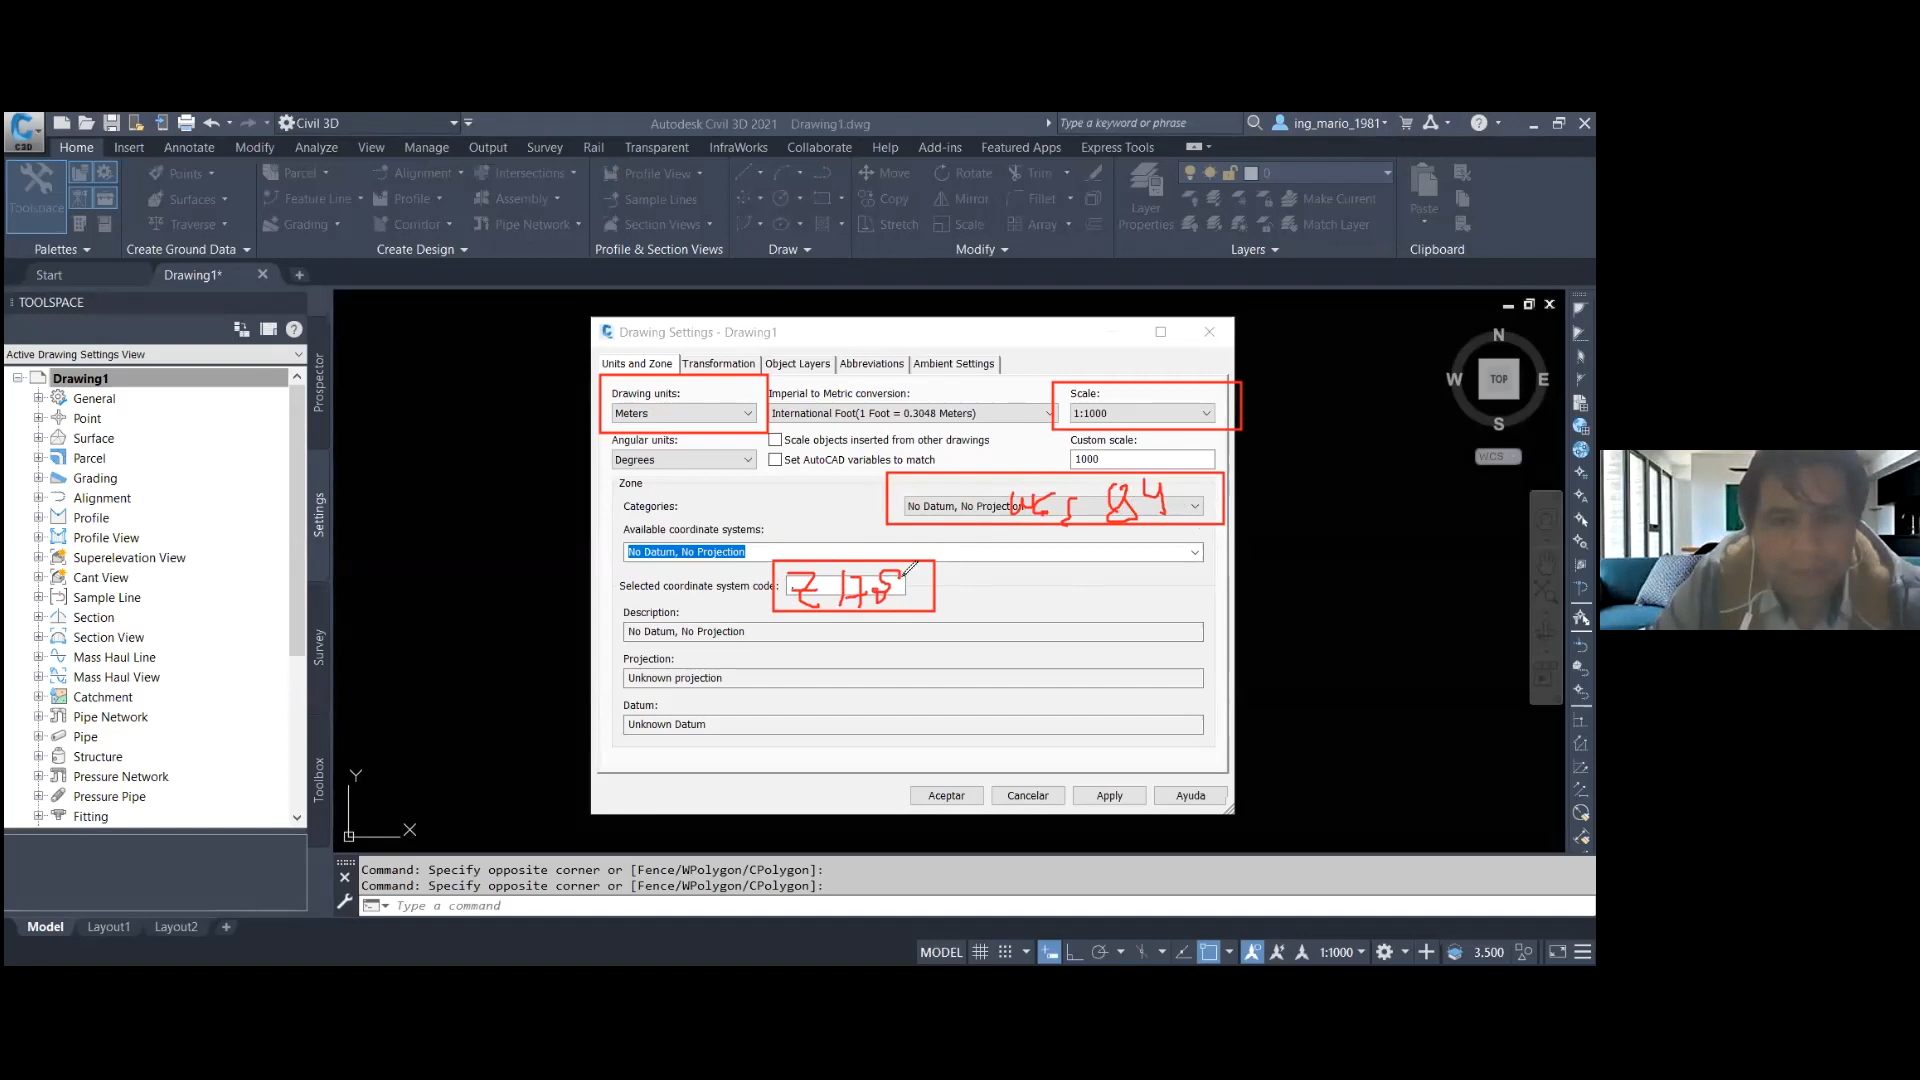 Civil 3D
Autodesk Civil 3D 2021 Drawing1.dwg
Type a keyword or phrase
ing_mario_1981
C3D
Home Insert Annotate Modify Analyze View Manage Output Survey Rail Transparent InfraWorks Collaborate Help Add-ins Featured Apps Express Tools
Points Parcel Alignment Intersections Profile View Move Rotate Trim 0
Toolspace Surfaces Feature Line Profile Assembly Sample Lines Copy Mirror Fillet Layer Properties Make Current Paste
Traverse Grading Corridor Pipe Network Section Views Stretch Scale Array Match Layer
Palettes Create Ground Data Create Design Profile & Section Views Draw Modify Layers Clipboard
Start Drawing1*
TOOLSPACE
Active Drawing Settings View
Drawing1
General
Point
Surface
Parcel
Grading
Alignment
Profile
Profile View
Superelevation View
Cant View
Sample Line
Section
Section View
Mass Haul Line
Mass Haul View
Catchment
Pipe Network
Pipe
Structure
Pressure Network
Pressure Pipe
Fitting
Prospector
Settings
Survey
Toolbox
Drawing Settings - Drawing1
Units and Zone Transformation Object Layers Abbreviations Ambient Settings
Drawing units: Imperial to Metric conversion: Scale:
Meters International Foot(1 Foot = 0.3048 Meters) 1:1000
Angular units: Scale objects inserted from other drawings Custom scale:
Degrees Set AutoCAD variables to match 1000
Zone
Categories: No Datum, No Projection 84
Available coordinate systems:
No Datum, No Projection
Selected coordinate system code: Z 17
Description:
No Datum, No Projection
Projection:
Unknown projection
Datum:
Unknown Datum
Aceptar Cancelar Apply Ayuda
N
W TOP E
S
WCS
Y
X
Command: Specify opposite corner or [Fence/WPolygon/CPolygon]:
Command: Specify opposite corner or [Fence/WPolygon/CPolygon]:
Type a command
Model Layout1 Layout2
MODEL 1:1000 3.500